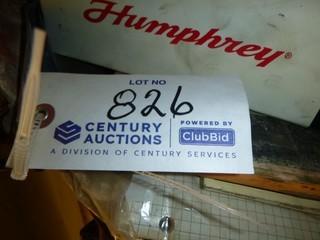 Humphrey®
LOT NO
826
CENTURY AUCTIONS
POWERED BY
ClubBid
A DIVISION OF CENTURY SERVICES